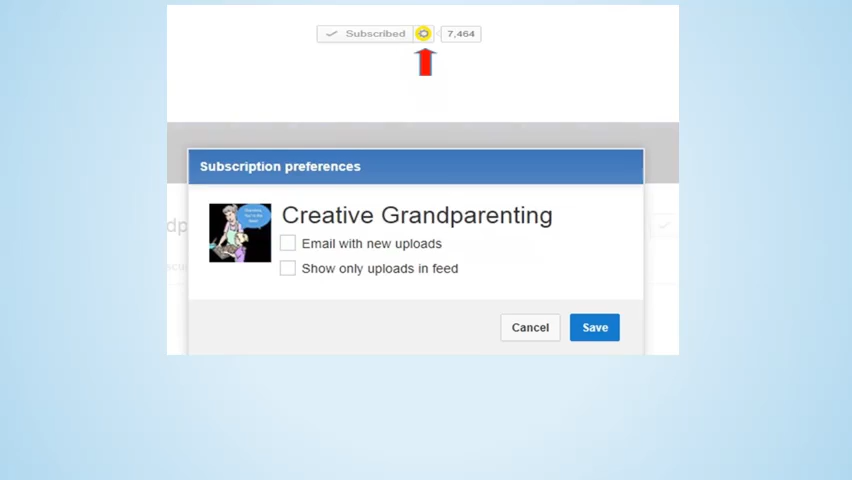 Subscribed 7,464
Subscription preferences
Creative Grandparenting
Email with new uploads
Show only uploads in feed
Cancel Save